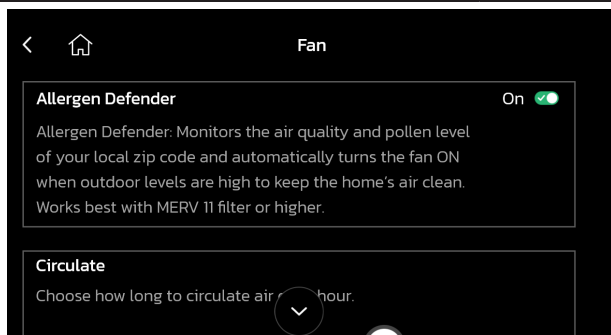 Fan
Allergen Defender On
Allergen Defender: Monitors the air quality and pollen level
of your local zip code and automatically turns the fan ON
when outdoor levels are high to keep the home's air clean.
Works best with MERV 11 filter or higher.
Circulate
Choose how long to circulate air hour.